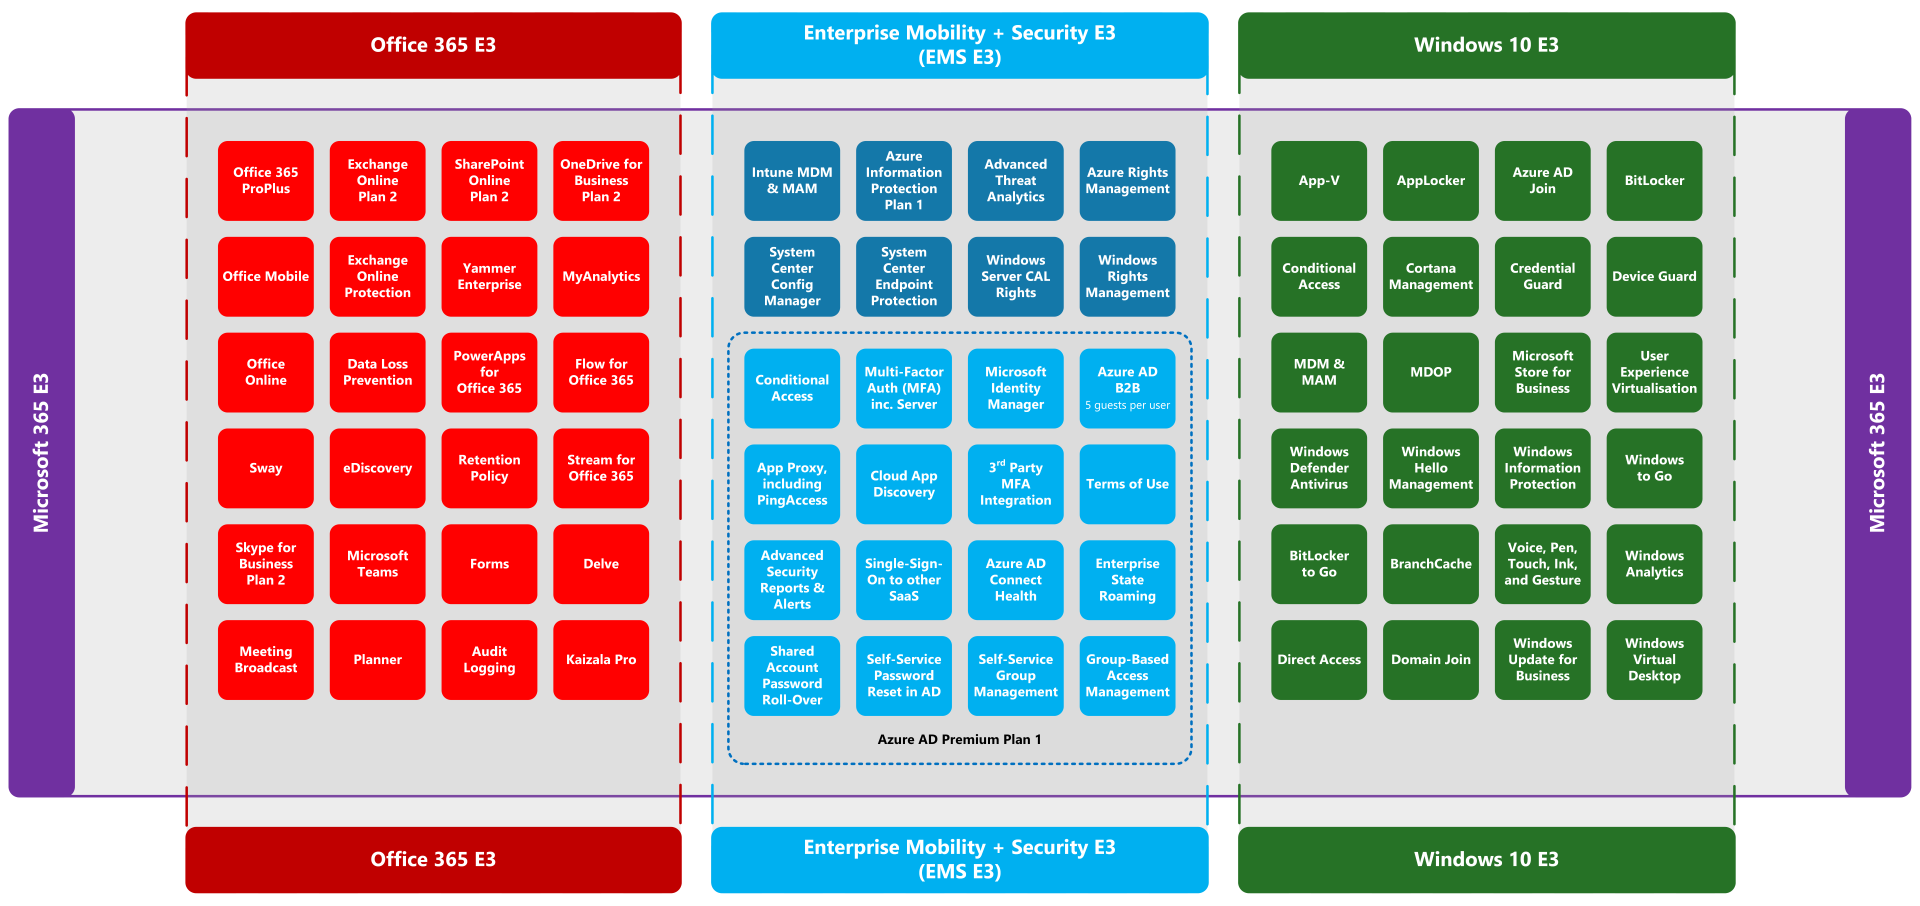 Office 365 E3
Enterprise Mobility + Security E3
(EMS E3)
Windows 10 E3
Microsoft 365 E3
Office 365
ProPlus
Exchange
Online
Plan 2
SharePoint
Online
Plan 2
OneDrive for
Business
Plan 2
Office Mobile
Exchange
Online
Protection
Yammer
Enterprise
MyAnalytics
Office
Online
Data Loss
Prevention
PowerApps
for
Office 365
Flow for
Office 365
Sway
eDiscovery
Retention
Policy
Stream for
Office 365
Skype for
Business
Plan 2
Microsoft
Teams
Forms
Delve
Meeting
Broadcast
Planner
Audit
Logging
Kaizala Pro
Intune MDM
& MAM
Azure
Information
Protection
Plan 1
Advanced
Threat
Analytics
Azure Rights
Management
System
Center
Config
Manager
System
Center
Endpoint
Protection
Windows
Server CAL
Rights
Windows
Rights
Management
Conditional
Access
Multi-Factor
Auth (MFA)
inc. Server
Microsoft
Identity
Manager
Azure AD
B2B
5 guests per user
App Proxy,
including
PingAccess
Cloud App
Discovery
3rd Party
MFA
Integration
Terms of Use
Advanced
Security
Reports &
Alerts
Single-Sign-
On to other
SaaS
Azure AD
Connect
Health
Enterprise
State
Roaming
Shared
Account
Password
Roll-Over
Self-Service
Password
Reset in AD
Self-Service
Group
Management
Group-Based
Access
Management
Azure AD Premium Plan 1
App-V
AppLocker
Azure AD
Join
BitLocker
Conditional
Access
Cortana
Management
Credential
Guard
Device Guard
MDM &
MAM
MDOP
Microsoft
Store for
Business
User
Experience
Virtualisation
Windows
Defender
Antivirus
Windows
Hello
Management
Windows
Information
Protection
Windows
to Go
BitLocker
to Go
BranchCache
Voice, Pen,
Touch, Ink,
and Gesture
Windows
Analytics
Direct Access
Domain Join
Windows
Update for
Business
Windows
Virtual
Desktop
Microsoft 365 E3
Office 365 E3
Enterprise Mobility + Security E3
(EMS E3)
Windows 10 E3